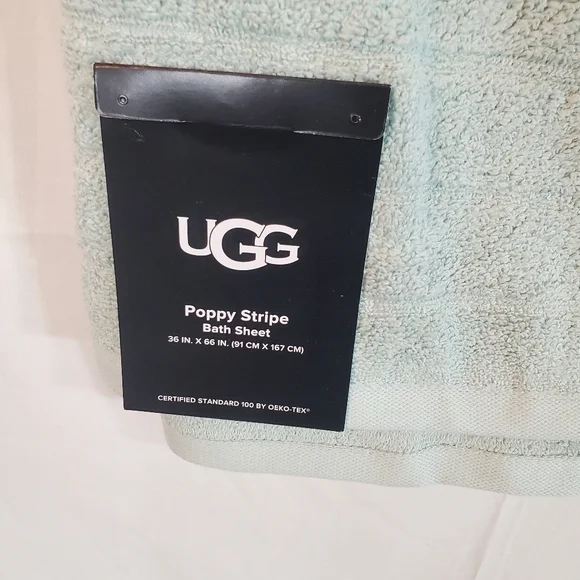 UGG
Poppy Stripe
Bath Sheet
36 IN. X 66 IN. (91 CM X 167 CM)
CERTIFIED STANDARD 100 BY OEKO-TEX®